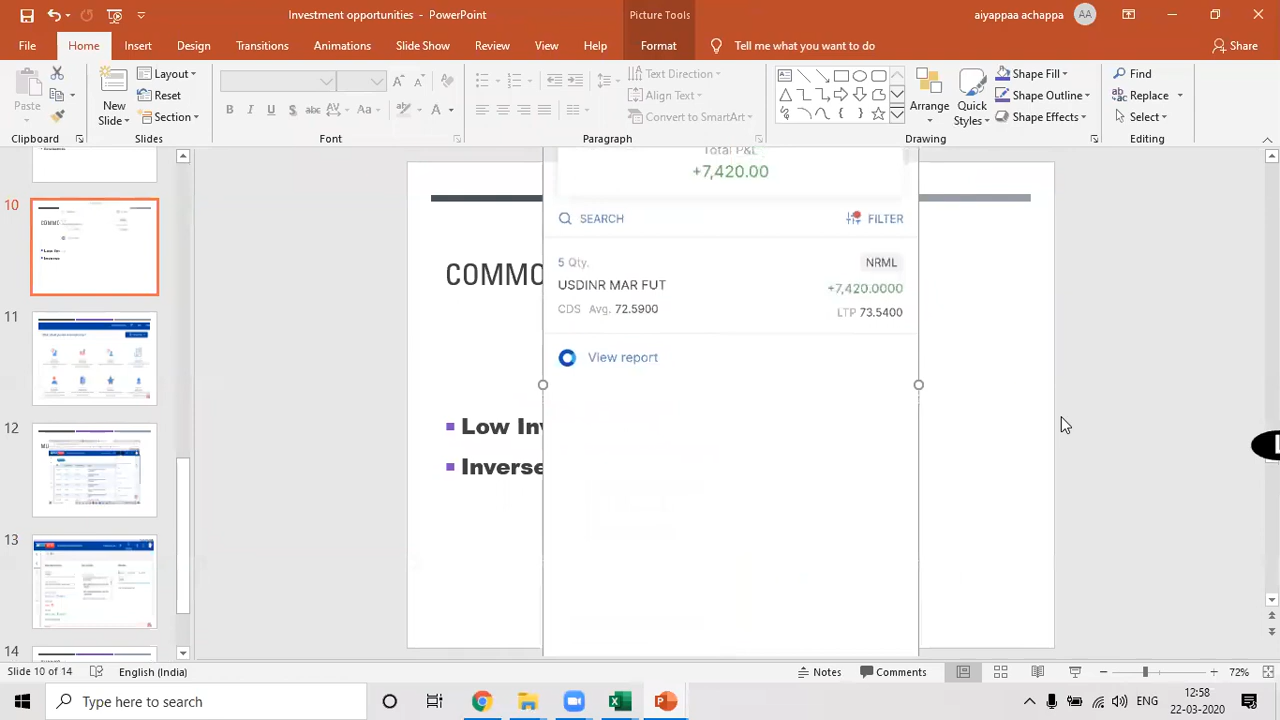 Investment opportunities - PowerPoint
Picture Tools
aiyappaa achappa
AA
File
Home
Insert
Design
Transitions
Animations
Slide Show
Review
View
Help
Format
Tell me what you want to do
Share
Paste
New
Slide
Layout
Reset
Section
B I U S abc AV Aa A
Text Direction
Align Text
Convert to SmartArt
Arrange
Quick
Styles
Shape Fill
Shape Outline
Shape Effects
Find
Replace
Select
Clipboard
Slides
Font
Paragraph
Drawing
Editing
10
11
12
13
14
COMMO
Total P&L
+7,420.00
SEARCH
FILTER
5 Qty.
NRML
USDINR MAR FUT
+7,420.0000
CDS Avg. 72.5900
LTP 73.5400
View report
Low Inv
Inverse
Slide 10 of 14
English (India)
Notes
Comments
72%
Type here to search
ENG
12:58
22-03-2020